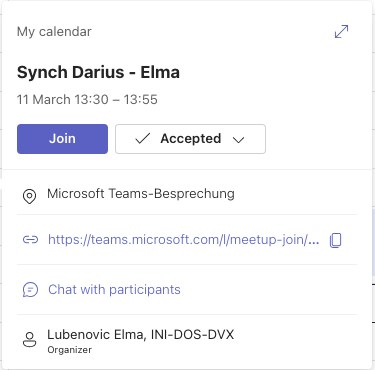 My calendar
Synch Darius - Elma
11 March 13:30 – 13:55
Join
Accepted
Microsoft Teams-Besprechung
https://teams.microsoft.com/l/meetup-join/...
Chat with participants
Lubenovic Elma, INI-DOS-DVX
Organizer